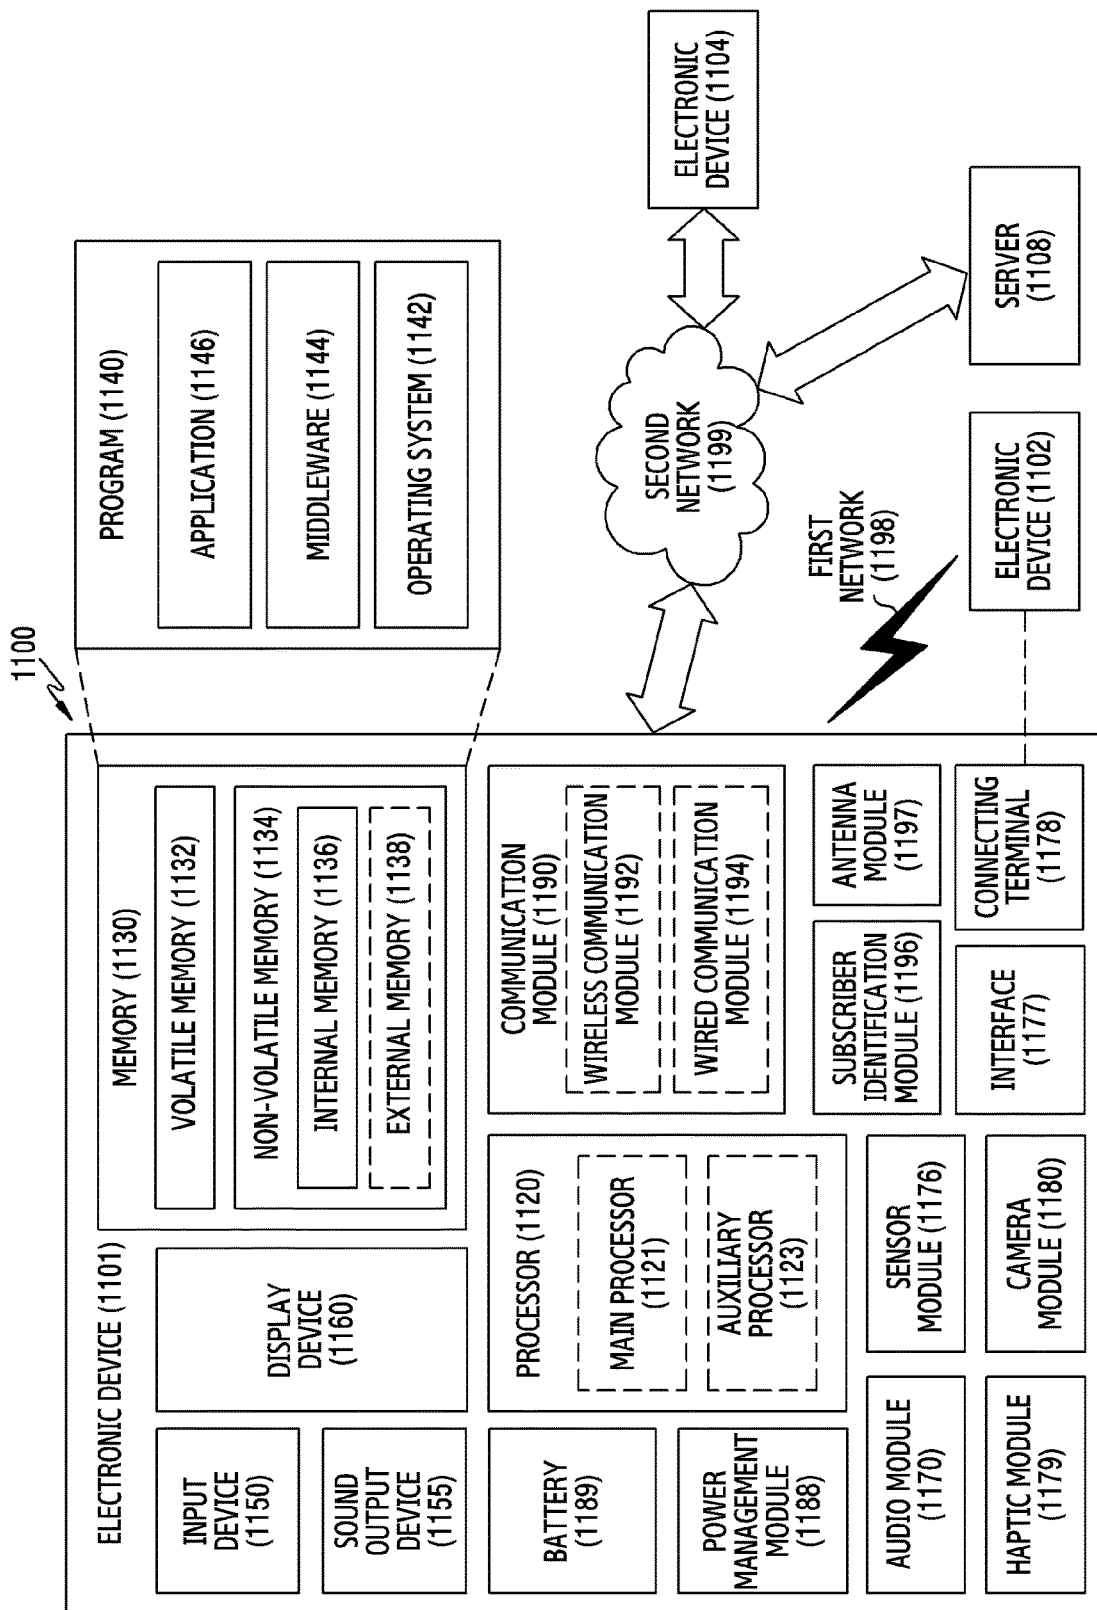 1100
ELECTRONIC DEVICE (1101)
INPUT
DEVICE
(1150)
SOUND
OUTPUT
DEVICE
(1155)
DISPLAY
DEVICE
(1160)
MEMORY (1130)
VOLATILE MEMORY (1132)
NON-VOLATILE MEMORY (1134)
INTERNAL MEMORY (1136)
EXTERNAL MEMORY (1138)
PROGRAM (1140)
APPLICATION (1146)
MIDDLEWARE (1144)
OPERATING SYSTEM (1142)
BATTERY
(1189)
POWER
MANAGEMENT
MODULE
(1188)
PROCESSOR (1120)
MAIN PROCESSOR
(1121)
AUXILIARY
PROCESSOR
(1123)
COMMUNICATION
MODULE (1190)
WIRELESS COMMUNICATION
MODULE (1192)
WIRED COMMUNICATION
MODULE (1194)
SECOND
NETWORK
(1199)
ELECTRONIC
DEVICE (1104)
AUDIO MODULE
(1170)
SENSOR
MODULE (1176)
SUBSCRIBER
IDENTIFICATION
MODULE (1196)
ANTENNA
MODULE
(1197)
FIRST
NETWORK
(1198)
HAPTIC MODULE
(1179)
CAMERA
MODULE (1180)
INTERFACE
(1177)
CONNECTING
TERMINAL
(1178)
ELECTRONIC
DEVICE (1102)
SERVER
(1108)